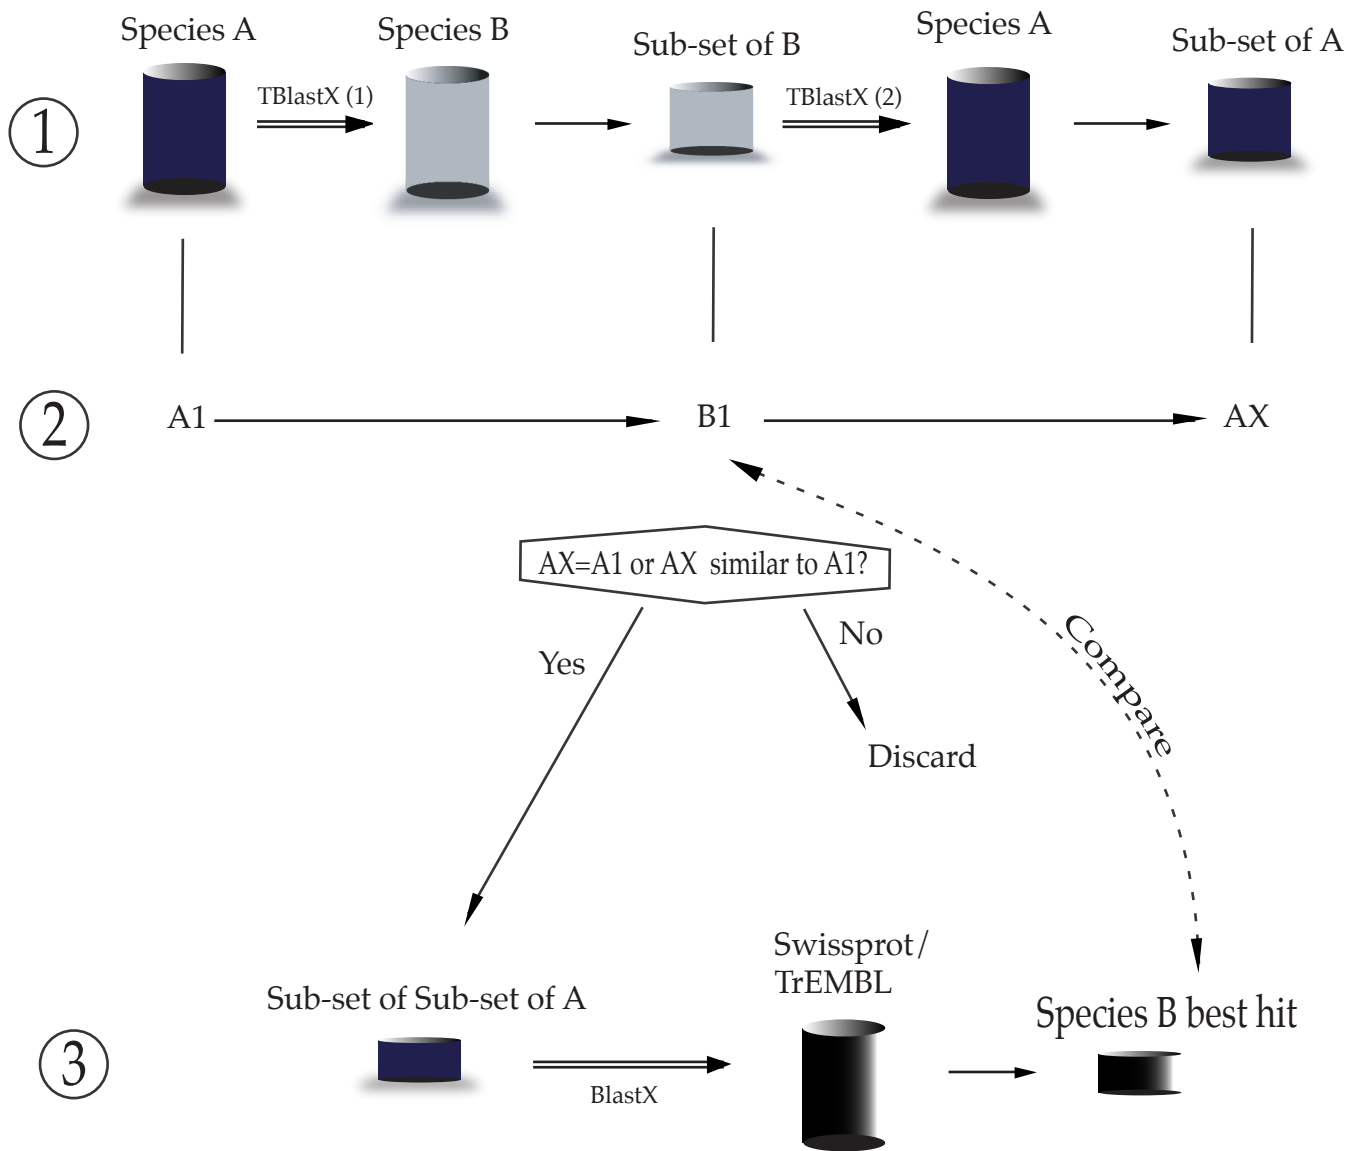 Species A
Species B
Sub-set of B
Species A
Sub-set of A
1
TBlastX (1)
TBlastX (2)
2
A1
B1
AX
AX=A1 or AX similar to A1?
Yes
No
Compare
Discard
Swissprot/
TrEMBL
Sub-set of Sub-set of A
Species B best hit
3
BlastX